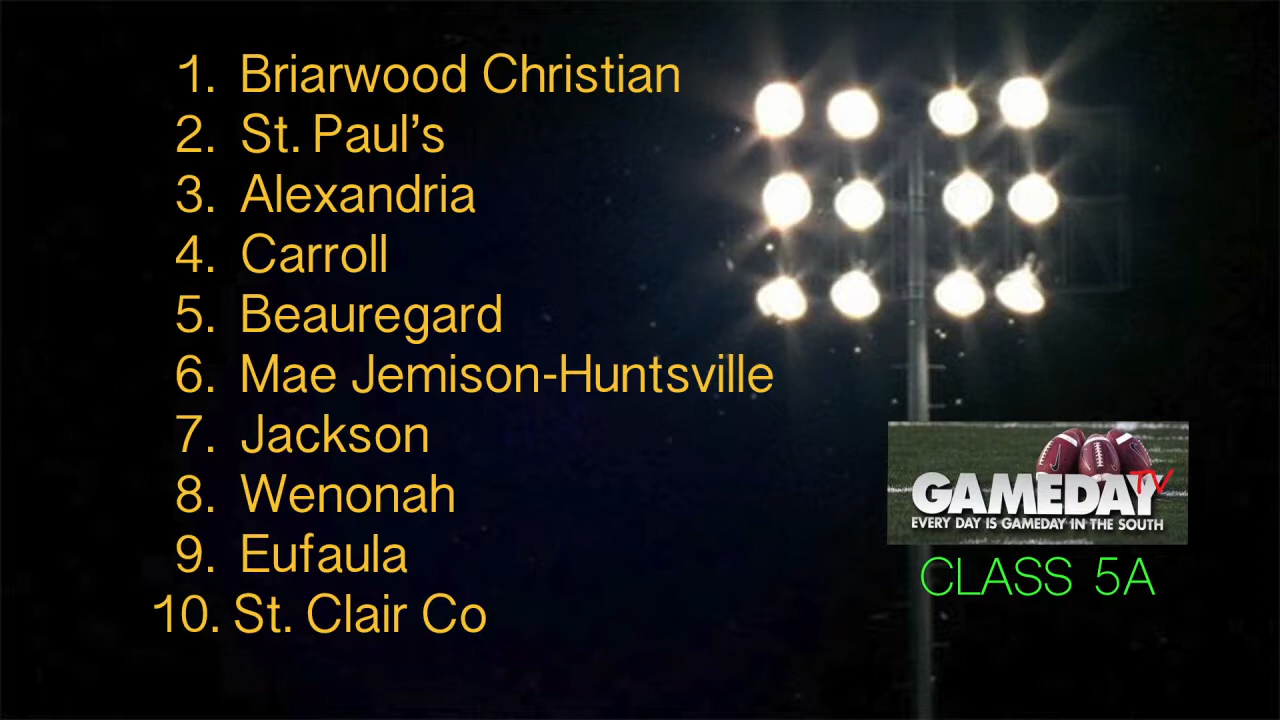 1. Briarwood Christian
2. St. Paul's
3. Alexandria
4. Carroll
5. Beauregard
6. Mae Jemison-Huntsville
7. Jackson
8. Wenonah
9. Eufaula
10. St. Clair Co
GAMEDAY TV
EVERY DAY IS GAMEDAY IN THE SOUTH
CLASS 5A